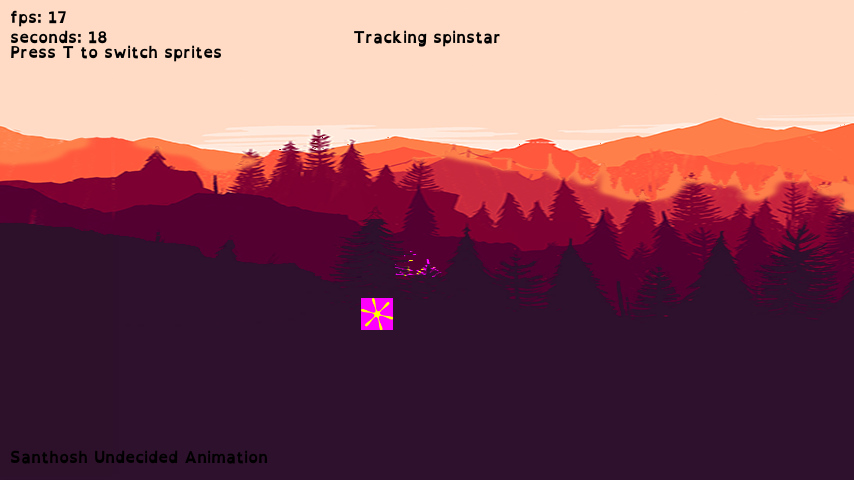 fps: 17
seconds: 18
Press T to switch sprites
Tracking spinstar
Santhosh Undecided Animation